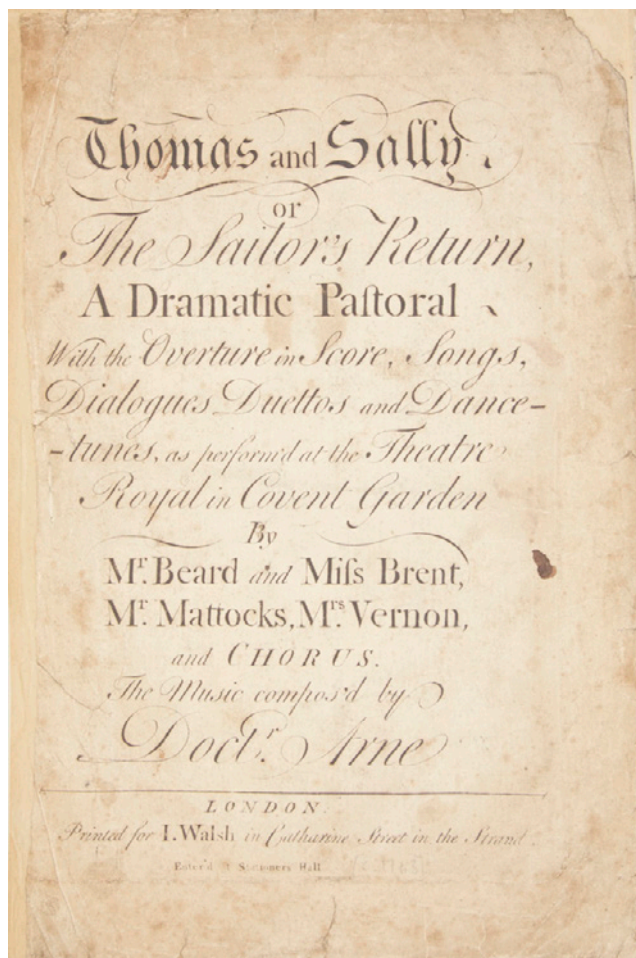 Thomas and Sally
or
The Sailor's Return,
A Dramatic Paſtoral
With the Overture in Score, Songs,
Dialogues Duettos and Dance-
-tunes, as perform'd at the Theatre
Royal in Covent Garden
By
Mr. Beard and Miſs Brent,
Mr. Mattocks, Mrs. Vernon,
and CHORUS.
The Music compos'd by
Doctr. Arne
LONDON.
Printed for I. Walsh in Catharine Street in the Strand.
Enter'd at Stationers Hall